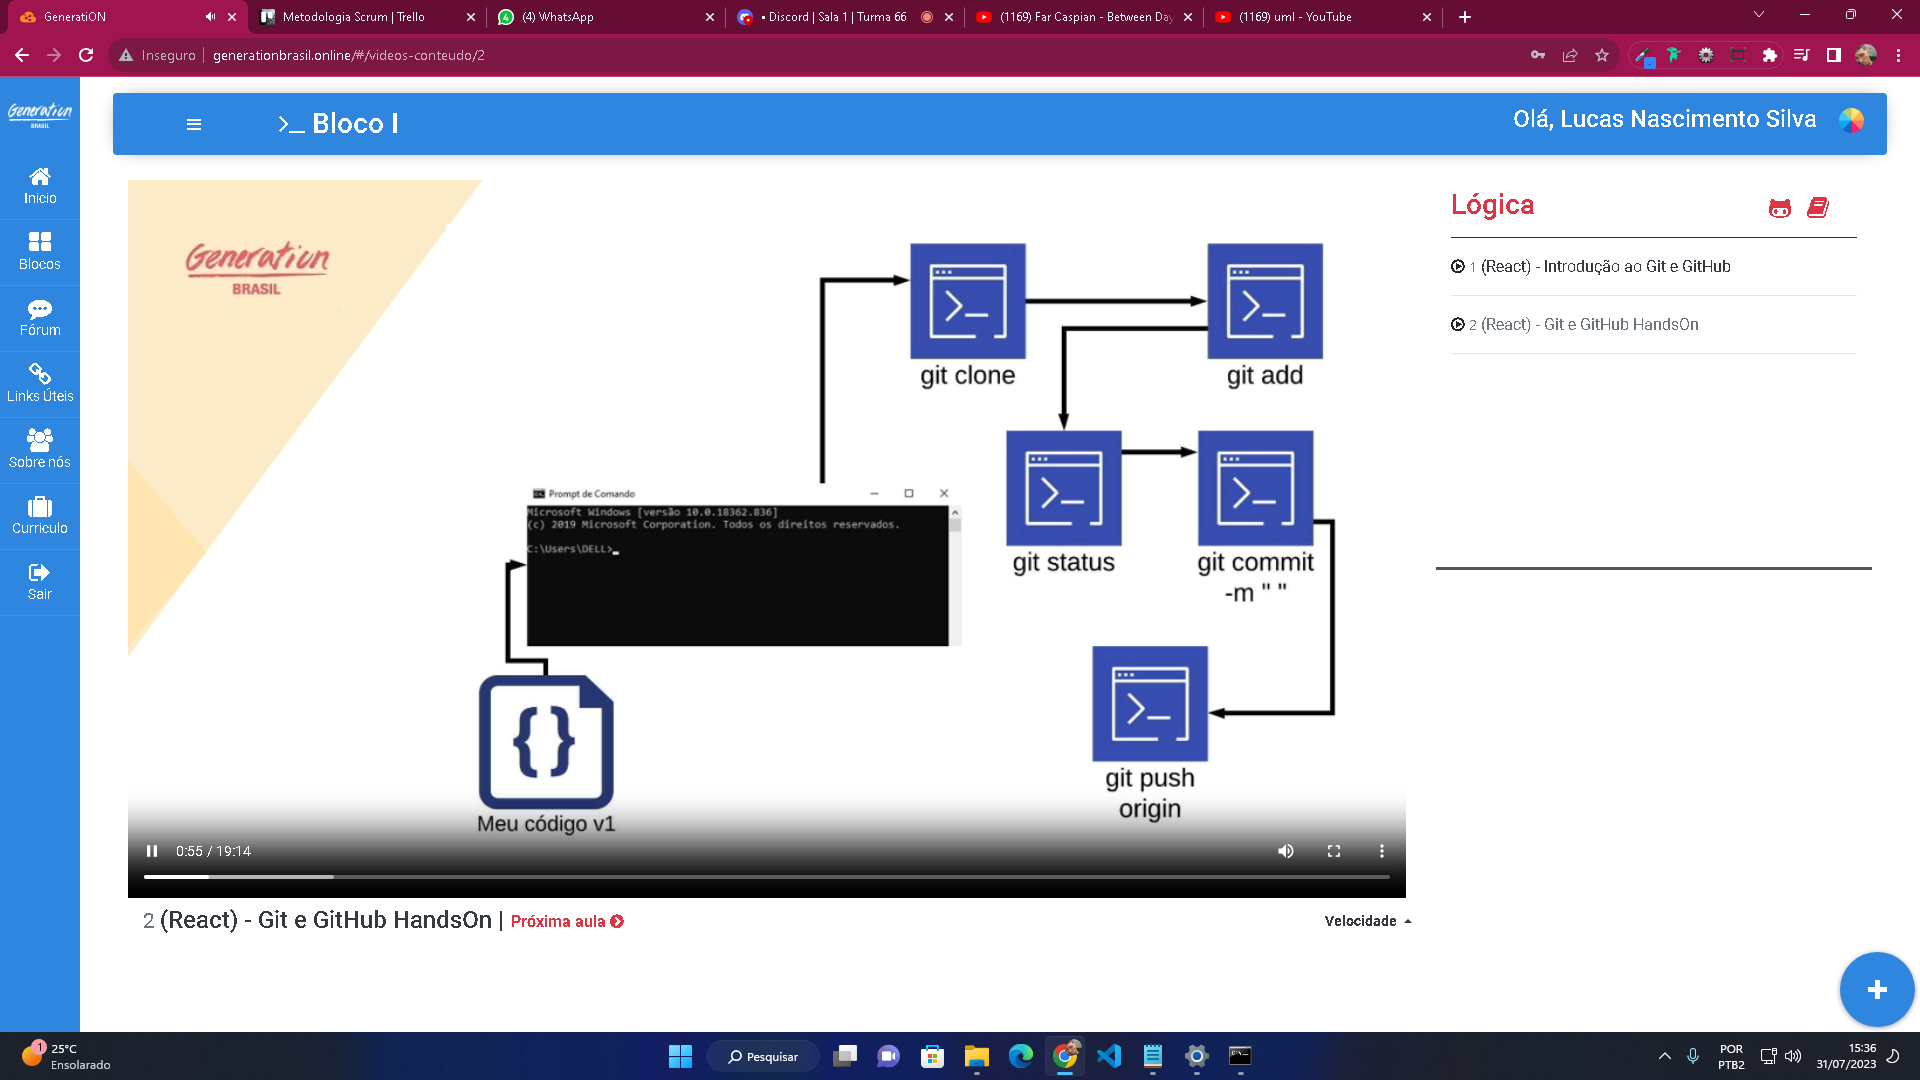 GeneratiON
Metodologia Scrum | Trello
(4) WhatsApp
• Discord | Sala 1 | Turma 66
(1169) Far Caspian - Between Day
(1169) uml - YouTube
Inseguro
generationbrasil.online/#/videos-conteudo/2
Generation
BRASIL
>_ Bloco I
Olá, Lucas Nascimento Silva
Inicio
Blocos
Fórum
Links Úteis
Sobre nós
Curriculo
Sair
Generation
BRASIL
git clone
git add
git status
git commit
-m " "
git push
origin
Prompt de Comando
Microsoft Windows [versão 10.0.18362.836]
(c) 2019 Microsoft Corporation. Todos os direitos reservados.
C:\Users\DELL>
Meu código v1
0:55 / 19:14
Lógica
1 (React) - Introdução ao Git e GitHub
2 (React) - Git e GitHub HandsOn
2 (React) - Git e GitHub HandsOn | Próxima aula
Velocidade
1
25°C
Ensolarado
Pesquisar
POR
PTB2
15:36
31/07/2023